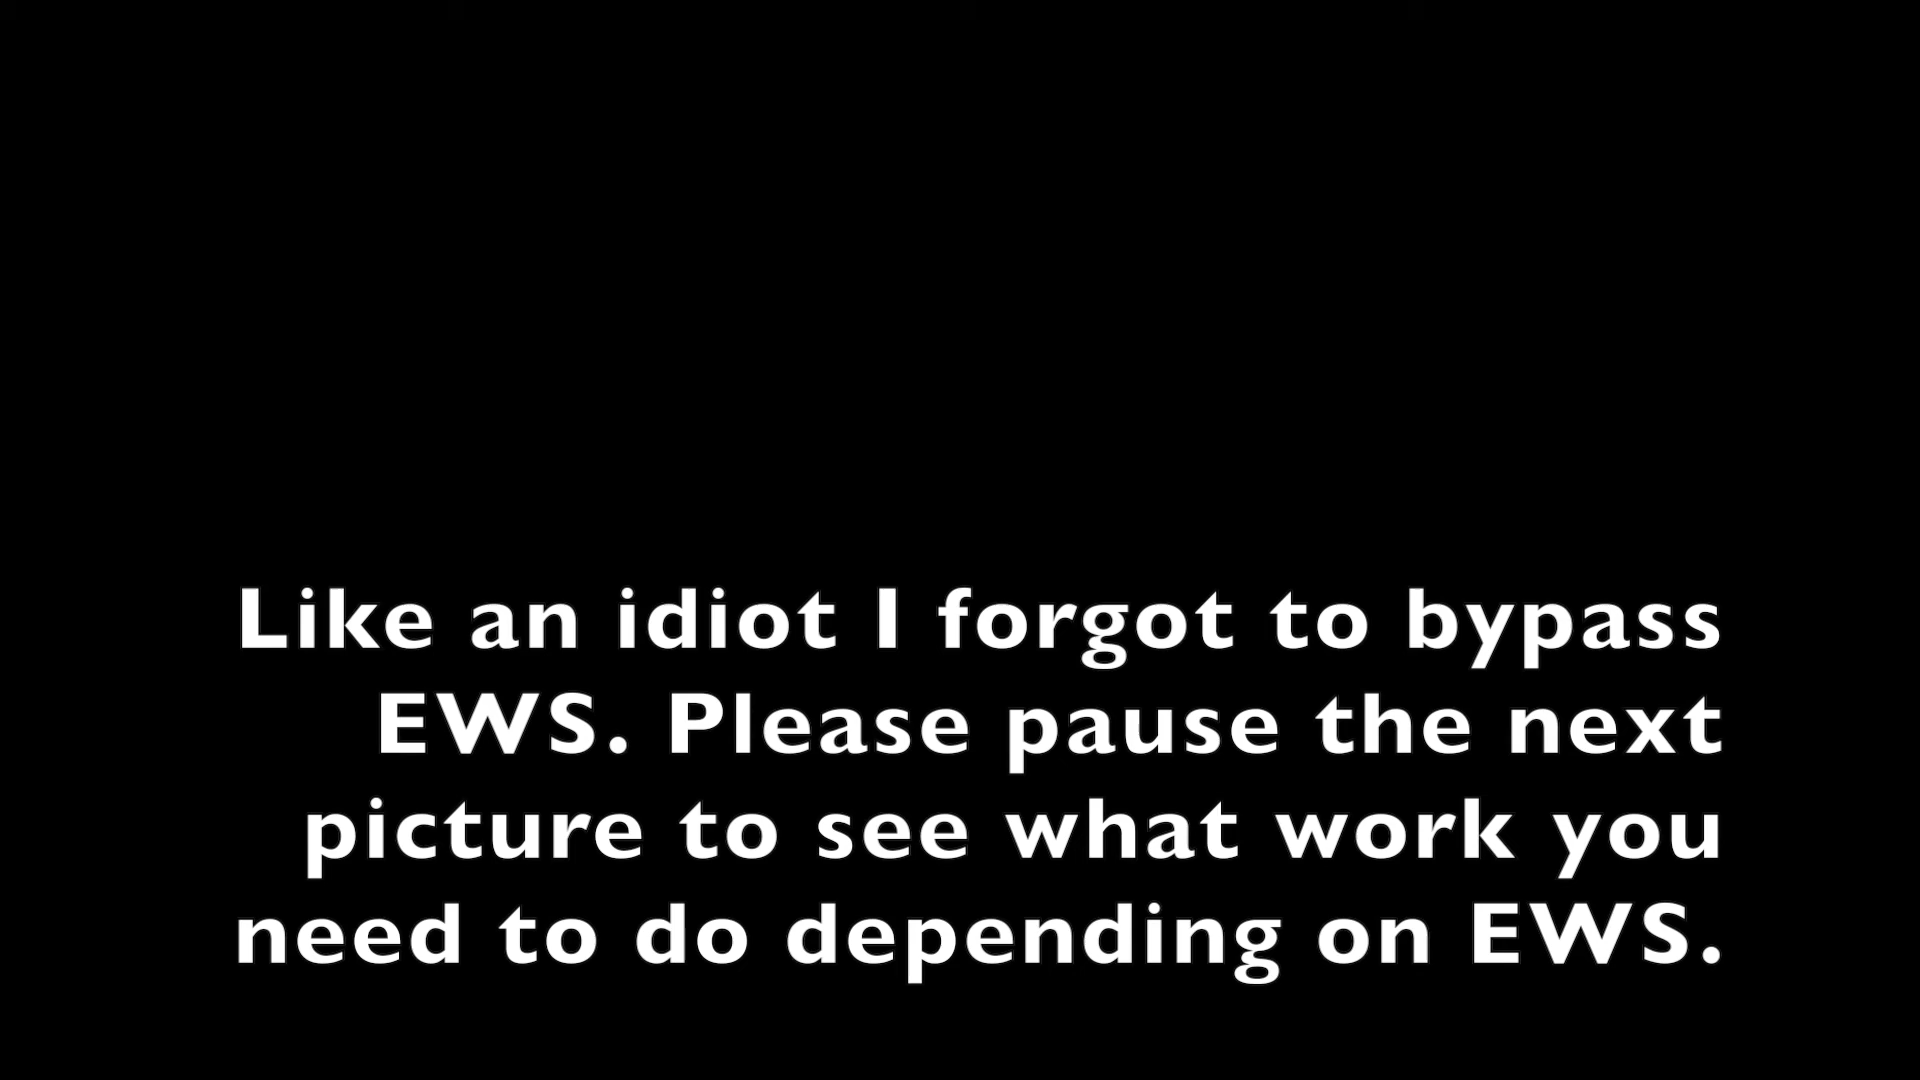 Like an idiot I forgot to bypass
EWS. Please pause the next
picture to see what work you
need to do depending on EWS.